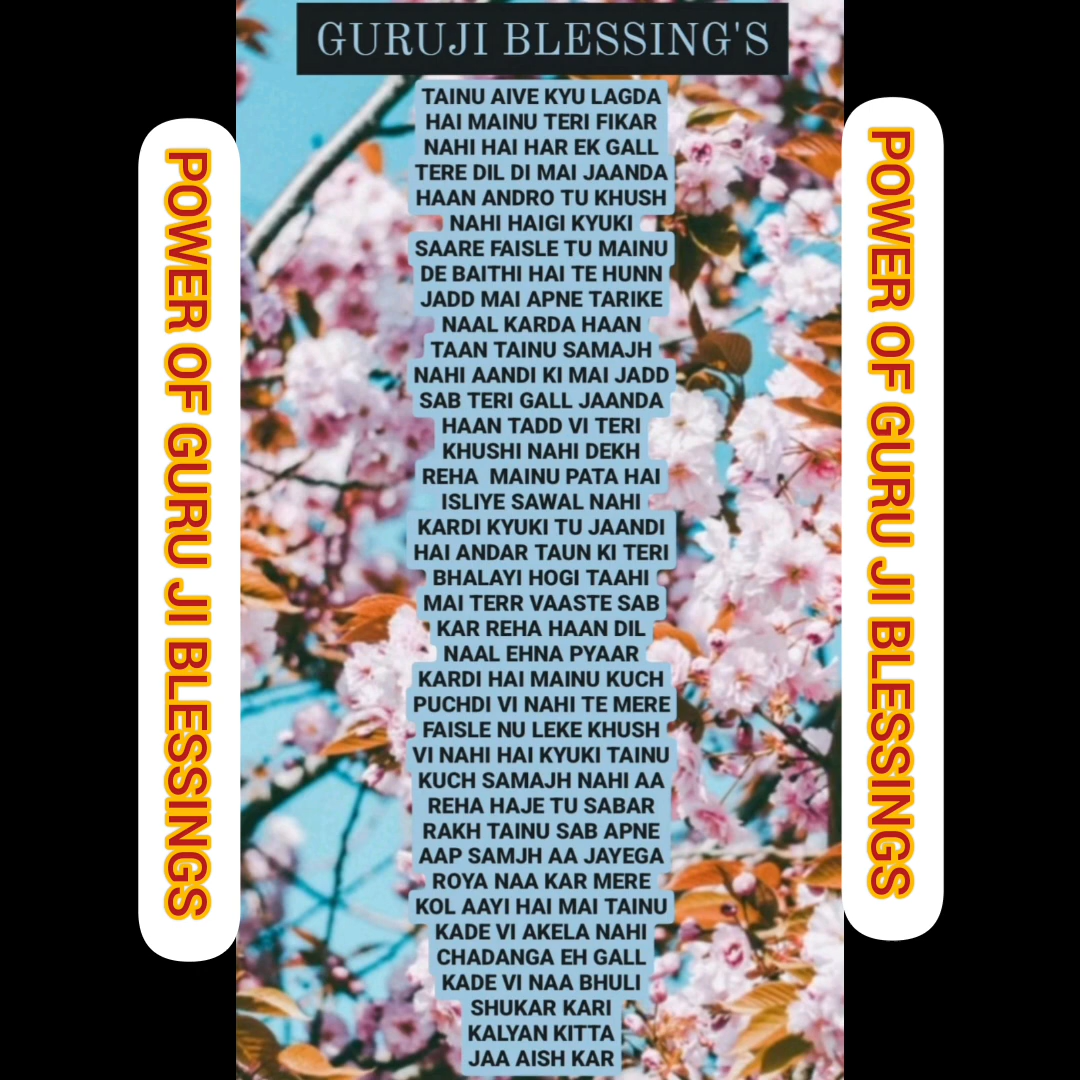 GURUJI BLESSING'S
TAINU AIVE KYU LAGDA
HAI MAINU TERI FIKAR
NAHI HAI HAR EK GALL
TERE DIL DI MAI JAANDA
HAAN ANDRO TU KHUSH
NAHI HAIGI KYUKI
SAARE FAISLE TU MAINU
DE BAITHI HAI TE HUNN
JADD MAI APNE TARIKE
NAAL KARDA HAAN
TAAN TAINU SAMAJH
NAHI AANDI KI MAI JADD
SAB TERI GALL JAANDA
HAAN TADD VI TERI
KHUSHI NAHI DEKH
REHA  MAINU PATA HAI
ISLIYE SAWAL NAHI
KARDI KYUKI TU JAANDI
HAI ANDAR TAUN KI TERI
BHALAYI HOGI TAAHI
MAI TERR VAASTE SAB
KAR REHA HAAN DIL
NAAL EHNA PYAAR
KARDI HAI MAINU KUCH
PUCHDI VI NAHI TE MERE
FAISLE NU LEKE KHUSH
VI NAHI HAI KYUKI TAINU
KUCH SAMAJH NAHI AA
REHA HAJE TU SABAR
RAKH TAINU SAB APNE
AAP SAMJH AA JAYEGA
ROYA NAA KAR MERE
KOL AAYI HAI MAI TAINU
KADE VI AKELA NAHI
CHADANGA EH GALL
KADE VI NAA BHULI
SHUKAR KARI
KALYAN KITTA
JAA AISH KAR
POWER OF GURU JI BLESSINGS
POWER OF GURU JI BLESSINGS